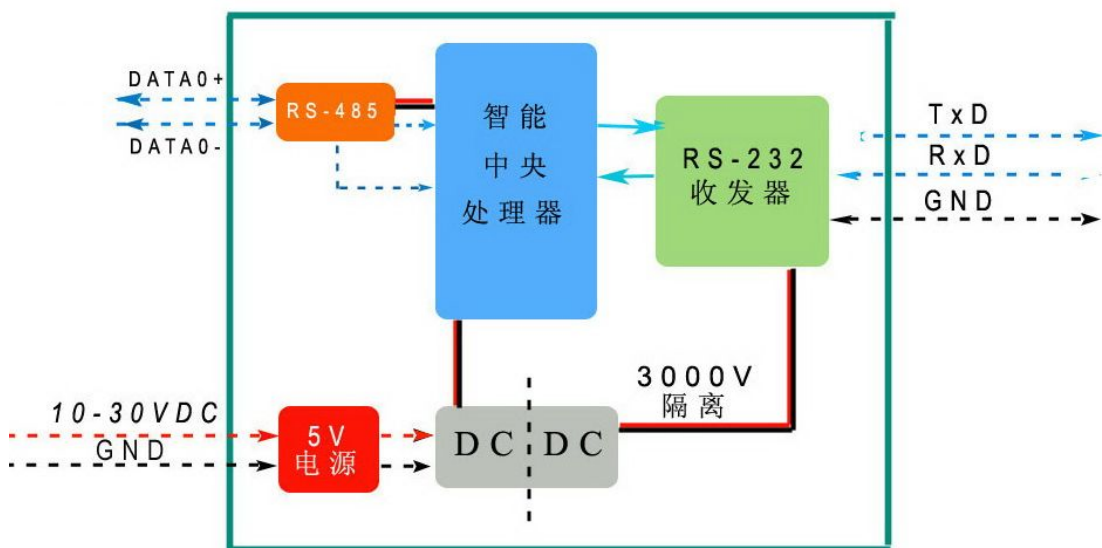 DATA0+
RS-485
DATA0-
智能
中央
处理器
RS-232
收发器
TxD
RxD
GND
3000V
隔离
10-30VDC
GND
5V
电源
DC DC